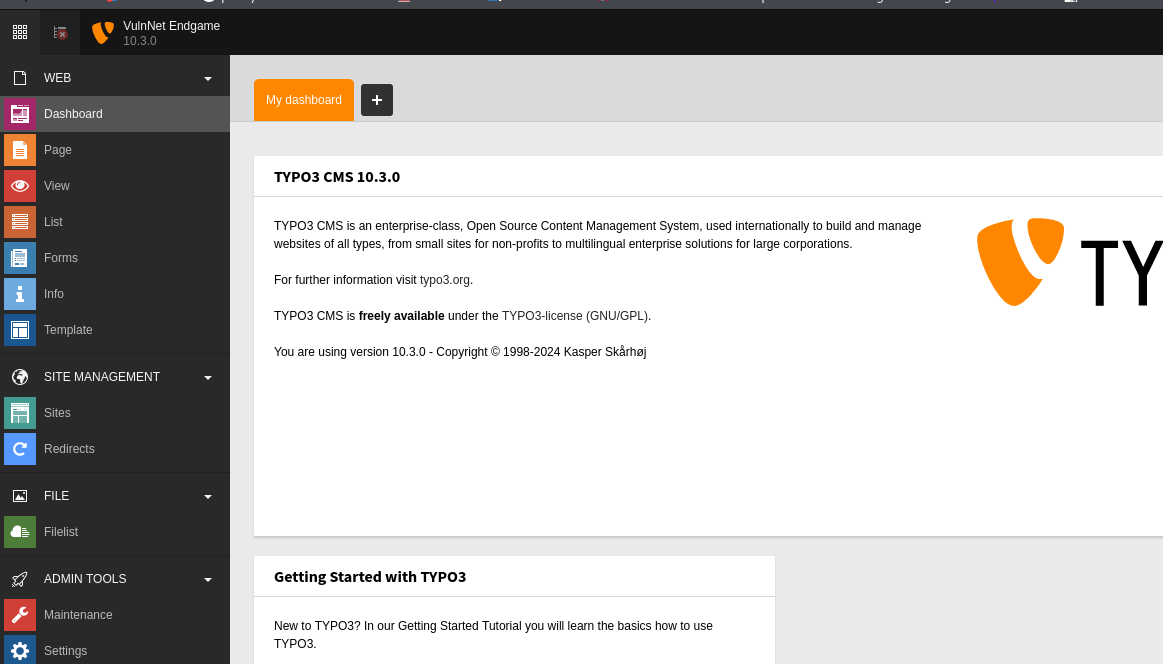 VulnNet Endgame
10.3.0
WEB
Dashboard
Page
View
List
Forms
Info
Template
SITE MANAGEMENT
Sites
Redirects
FILE
Filelist
ADMIN TOOLS
Maintenance
Settings
My dashboard
+
TYPO3 CMS 10.3.0
TYPO3 CMS is an enterprise-class, Open Source Content Management System, used internationally to build and manage
websites of all types, from small sites for non-profits to multilingual enterprise solutions for large corporations.
For further information visit typo3.org.
TYPO3 CMS is freely available under the TYPO3-license (GNU/GPL).
You are using version 10.3.0 - Copyright © 1998-2024 Kasper Skårhøj
TY
Getting Started with TYPO3
New to TYPO3? In our Getting Started Tutorial you will learn the basics how to use
TYPO3.